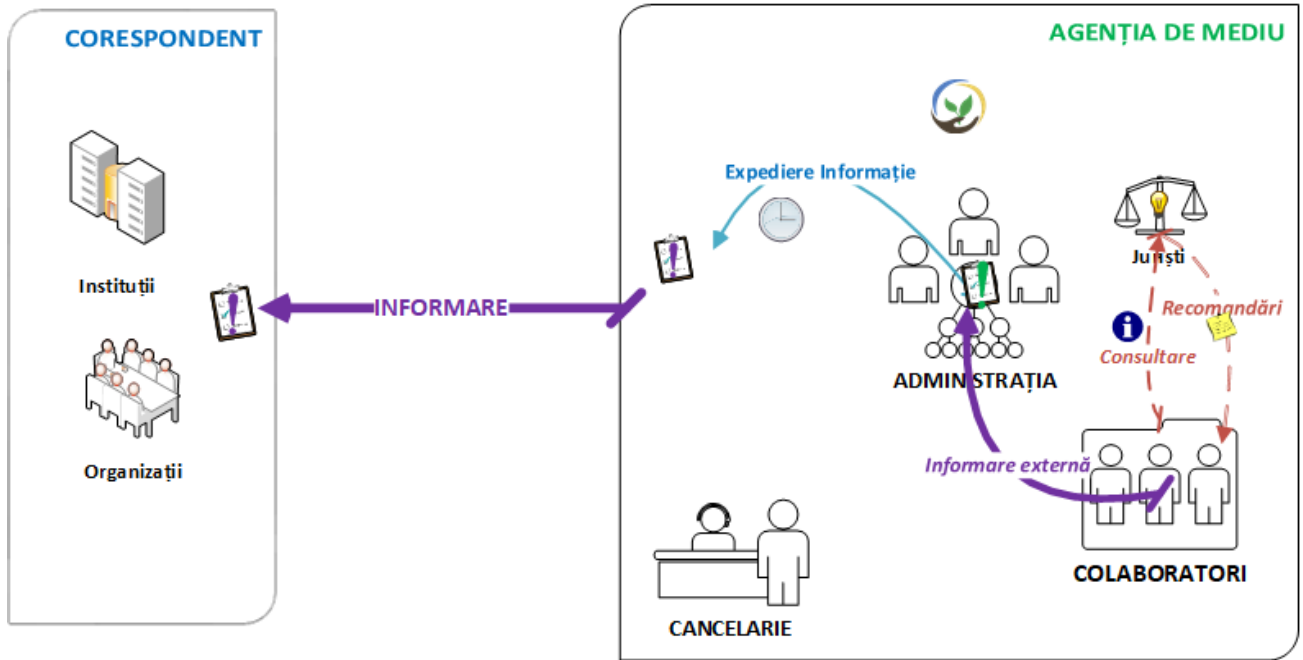 CORESPONDENT
Instituții
Organizații
INFORMARE
AGENȚIA DE MEDIU
Expediere Informație
Juriști
Recomandări
Consultare
ADMINISTRAȚIA
Informare externă
COLABORATORI
CANCELARIE